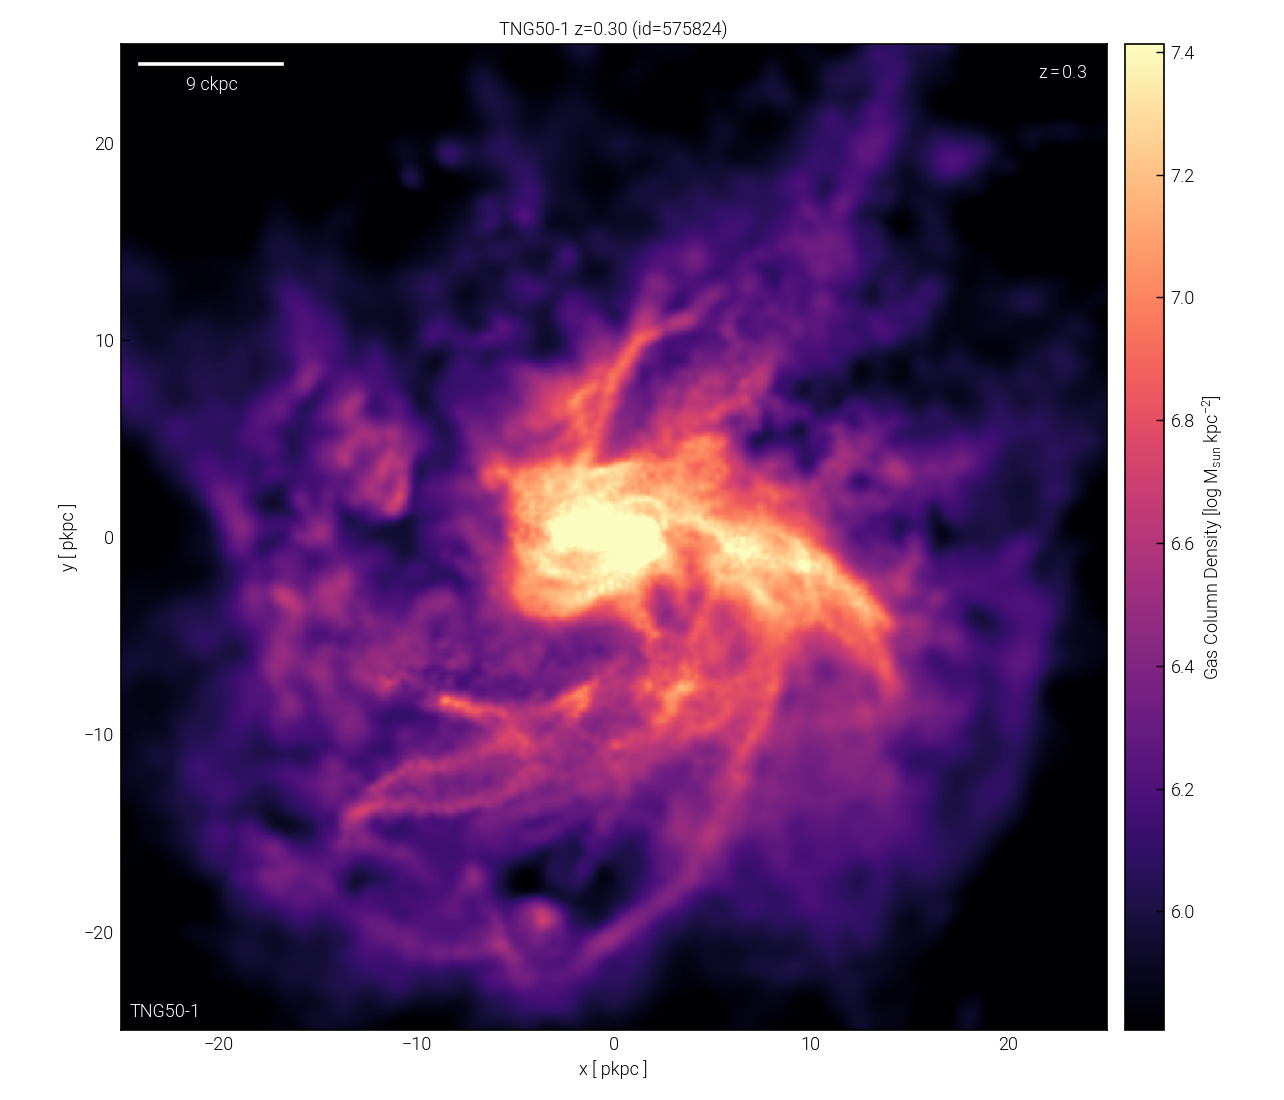 TNG50-1 z=0.30 (id=575824)
9 ckpc
z=0.3
TNG50-1
20
10
0
−10
−20
y [ pkpc ]
−20
−10
0
10
20
x [ pkpc ]
7.4
7.2
7.0
6.8
6.6
6.4
6.2
6.0
Gas Column Density [log M_sun kpc⁻²]